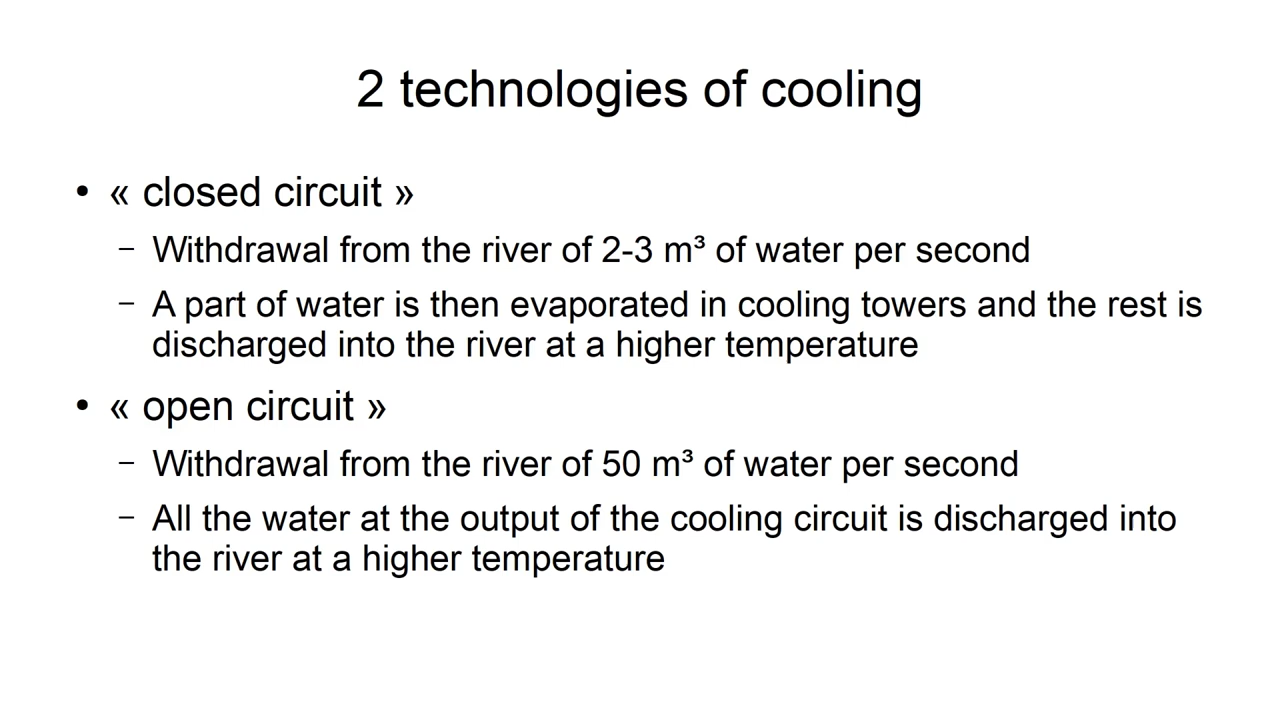 2 technologies of cooling
• « closed circuit »
– Withdrawal from the river of 2-3 m³ of water per second
– A part of water is then evaporated in cooling towers and the rest is
discharged into the river at a higher temperature
• « open circuit »
– Withdrawal from the river of 50 m³ of water per second
– All the water at the output of the cooling circuit is discharged into
the river at a higher temperature